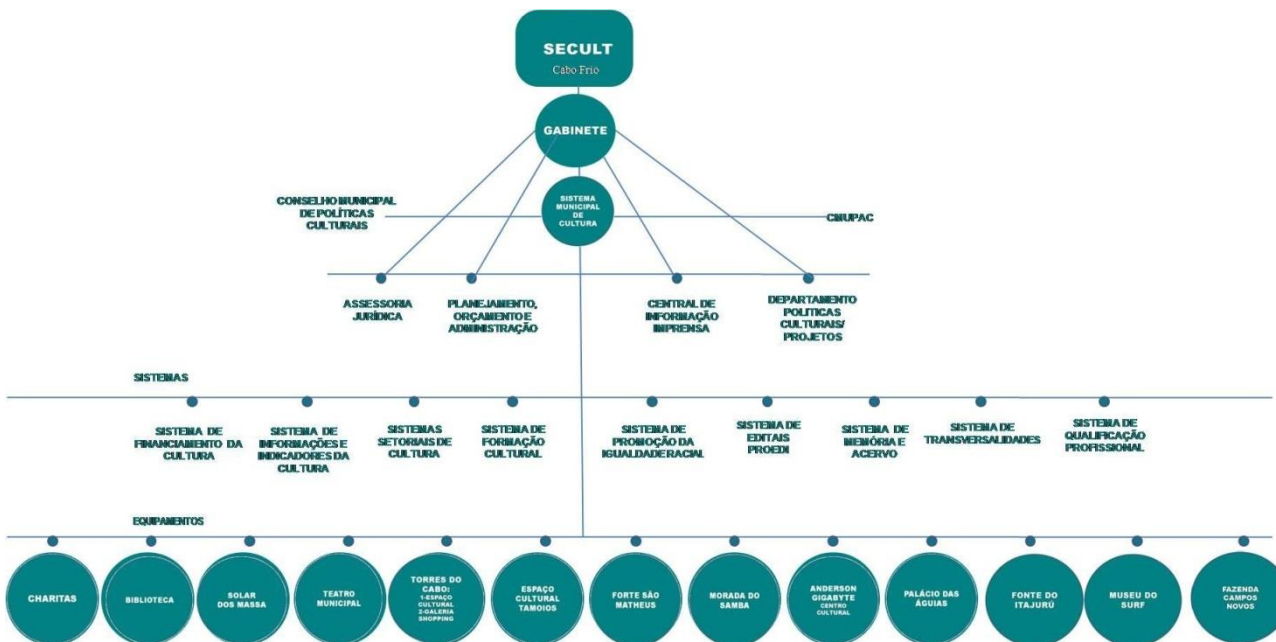 SECULT
Cabo Frio
GABINETE
SISTEMA
MUNICIPAL
DE
CULTURA
CONSELHO MUNICIPAL
DE POLÍTICAS
CULTURAIS
CMUPAC
ASSESSORIA
JURÍDICA
PLANEJAMENTO,
ORÇAMENTO E
ADMINISTRAÇÃO
CENTRAL DE
INFORMAÇÃO
IMPRENSA
DEPARTAMENTO
POLITICAS
CULTURAIS/
PROJETOS
SISTEMAS
SISTEMA DE
FINANCIAMENTO DA
CULTURA
SISTEMA DE
INFORMAÇÕES E
INDICADORES DA
CULTURA
SISTEMAS
SETORIAIS DE
CULTURA
SISTEMA DE
FORMAÇÃO
CULTURAL
SISTEMA DE
PROMOÇÃO DA
IGUALDADE RACIAL
SISTEMA DE
EDITAIS
PROEDI
SISTEMA DE
MEMÓRIA E
ACERVO
SISTEMA DE
TRANSVERSALIDADES
SISTEMA DE
QUALIFICAÇÃO
PROFISSIONAL
EQUIPAMENTOS
CHARITAS
BIBLIOTECA
SOLAR
DOS MASSA
TEATRO
MUNICIPAL
TORRES DO
CABO:
1-ESPAÇO
CULTURAL
2-GALERIA
SHOPPING
ESPAÇO
CULTURAL
TAMOIOS
FORTE SÃO
MATHEUS
MORADA DO
SAMBA
ANDERSON
GIGABYTE
CENTRO
CULTURAL
PALÁCIO DAS
ÁGUIAS
FONTE DO
ITAJURÚ
MUSEU DO
SURF
FAZENDA
CAMPOS
NOVOS